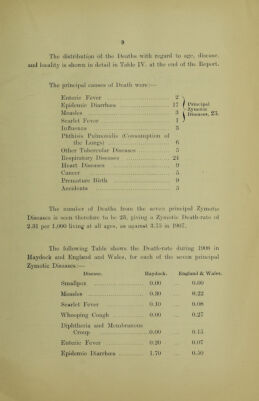 9
The distribution of the Deaths with regard to age, disease,
and locality is shown in detail in Table IV. at the end of the Report.
The principal causes of Death were :—
Enteric Fever 2
Epidemic Diarrhœa 17
Measles 3
Scarlet Fever 1
Principal
Zymotic
Diseases, 23.
Influenza 3
Phthisis Pulmonalis (Consumption of
the Lungs) 6
Other Tubercular Diseases 5
Respiratory Diseases 24
Heart Diseases 9
Cancer 5
Premature Birth 9
Accidents 5
The number of Deaths from the seven principal Zymotic
Diseases is seen therefore to be 23, giving a Zymotic Death-rate of
2.31 per 1,000 living at all ages, as against 3.55 in 1907.
The following Table shows the Death-rate during 1908 in
Haydock and England and Wales, for each of the seven principal
Zymotic Diseases :—
Disease. Haydock. England & Wales.
Smallpox 0.00 0.00
Measles 0.30 0.22
Scarlet Fever 0.10 0.08
Whooping Cough 0.00 0.27
Diphtheria and Membranous
Croup 0.00 0.15
Enteric Fever 0.20 0.07
Epidemic Diarrhœa 1.70 0.50